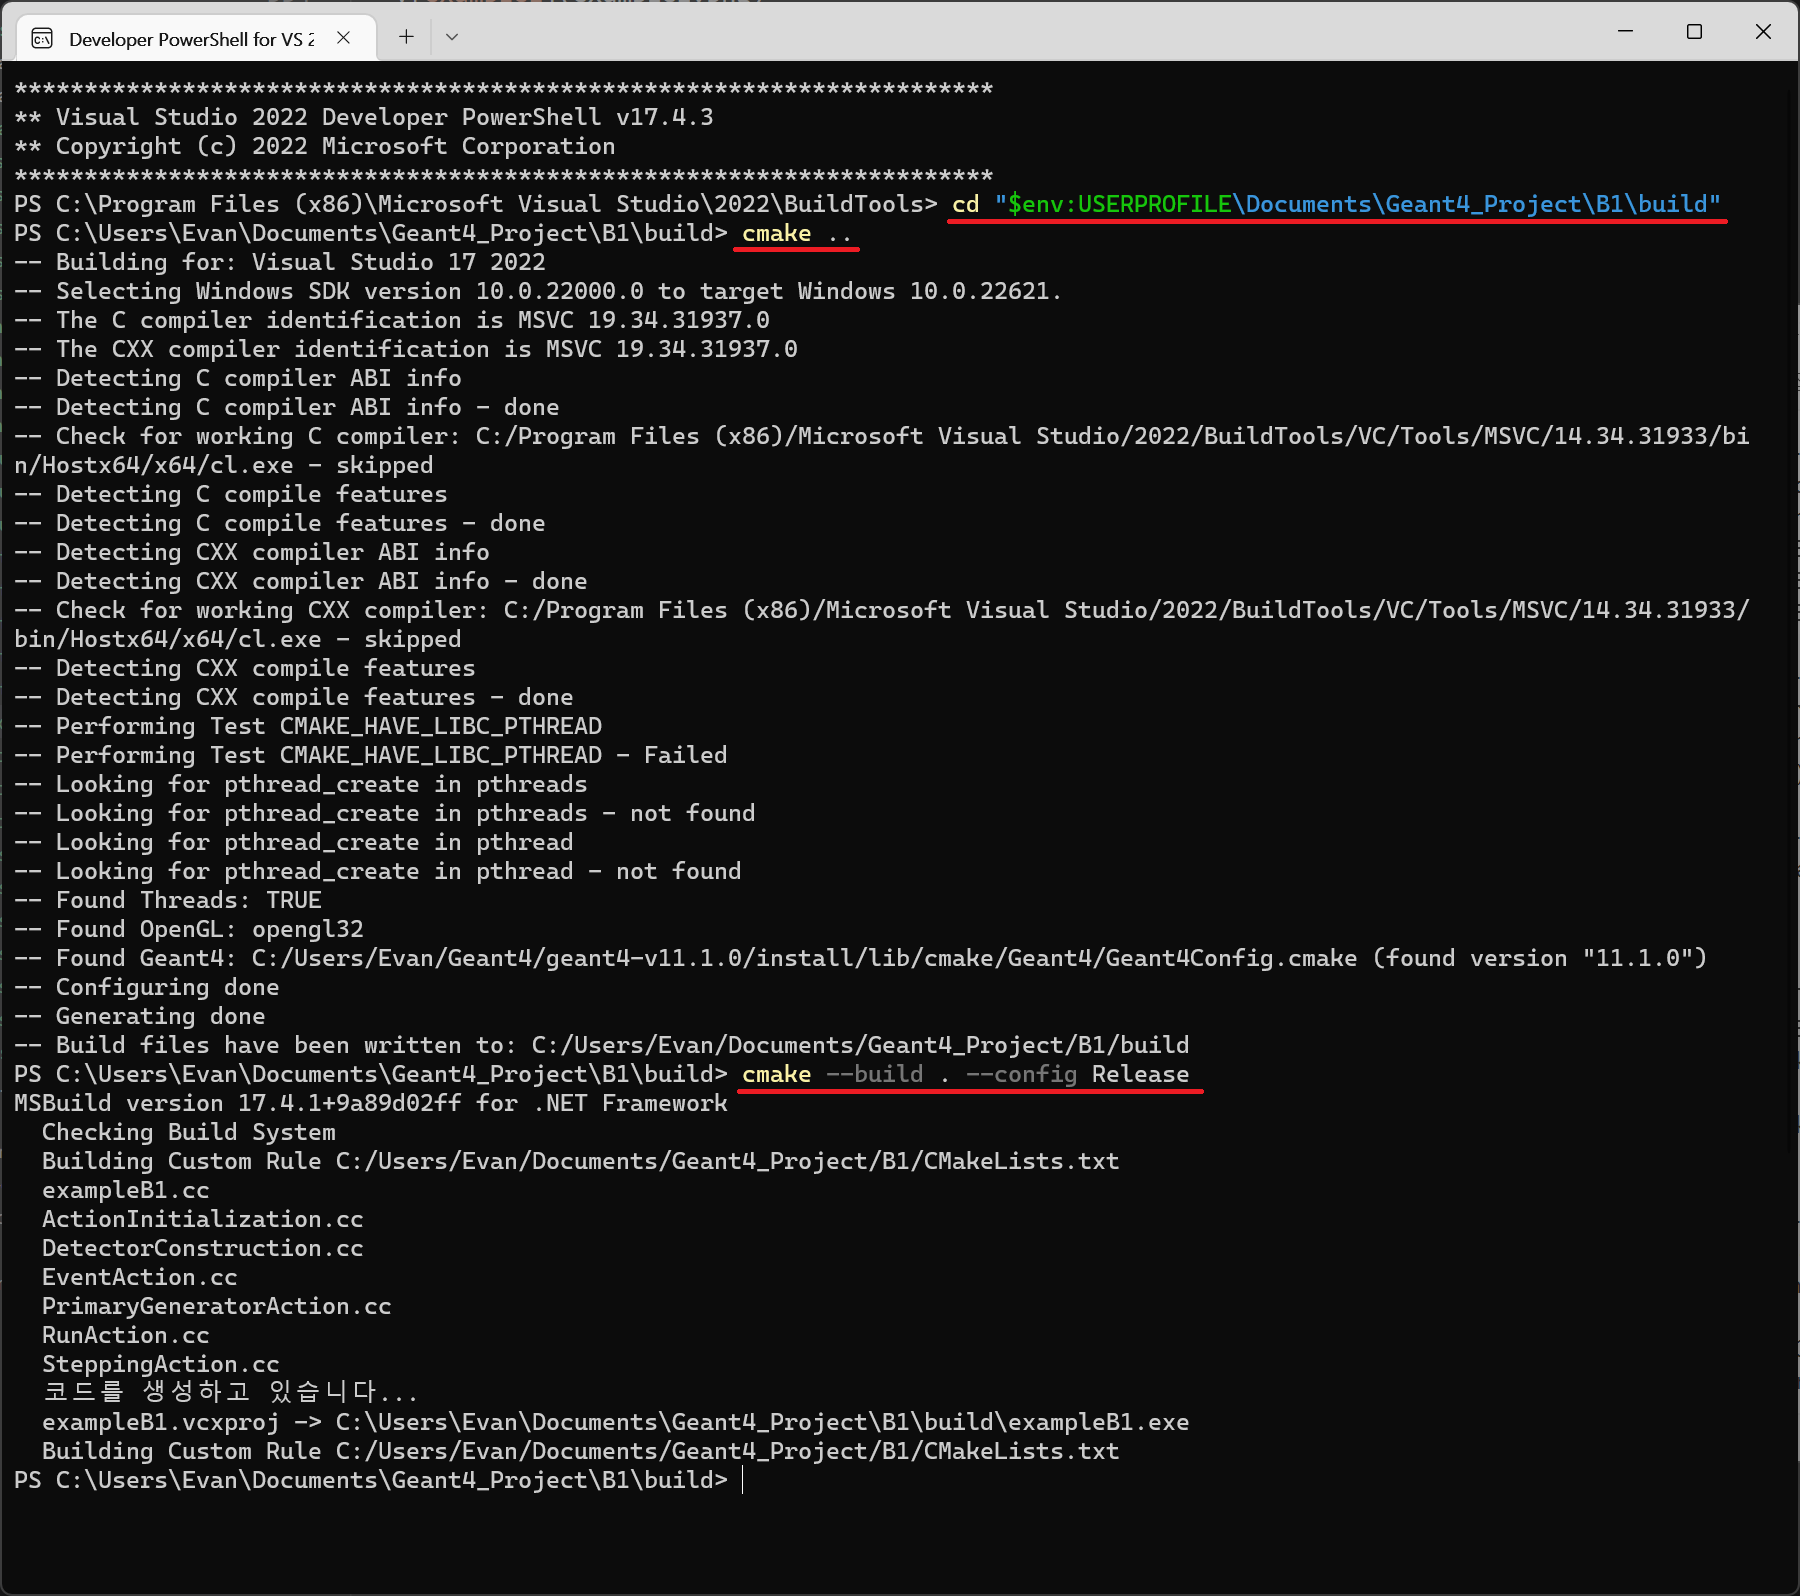 Developer PowerShell for VS 2
**********************************************************************
** Visual Studio 2022 Developer PowerShell v17.4.3
** Copyright (c) 2022 Microsoft Corporation
**********************************************************************
PS C:\Program Files (x86)\Microsoft Visual Studio\2022\BuildTools> cd "$env:USERPROFILE\Documents\Geant4_Project\B1\build"
PS C:\Users\Evan\Documents\Geant4_Project\B1\build> cmake ..
-- Building for: Visual Studio 17 2022
-- Selecting Windows SDK version 10.0.22000.0 to target Windows 10.0.22621.
-- The C compiler identification is MSVC 19.34.31937.0
-- The CXX compiler identification is MSVC 19.34.31937.0
-- Detecting C compiler ABI info
-- Detecting C compiler ABI info - done
-- Check for working C compiler: C:/Program Files (x86)/Microsoft Visual Studio/2022/BuildTools/VC/Tools/MSVC/14.34.31933/bi
n/Hostx64/x64/cl.exe - skipped
-- Detecting C compile features
-- Detecting C compile features - done
-- Detecting CXX compiler ABI info
-- Detecting CXX compiler ABI info - done
-- Check for working CXX compiler: C:/Program Files (x86)/Microsoft Visual Studio/2022/BuildTools/VC/Tools/MSVC/14.34.31933/
bin/Hostx64/x64/cl.exe - skipped
-- Detecting CXX compile features
-- Detecting CXX compile features - done
-- Performing Test CMAKE_HAVE_LIBC_PTHREAD
-- Performing Test CMAKE_HAVE_LIBC_PTHREAD - Failed
-- Looking for pthread_create in pthreads
-- Looking for pthread_create in pthreads - not found
-- Looking for pthread_create in pthread
-- Looking for pthread_create in pthread - not found
-- Found Threads: TRUE
-- Found OpenGL: opengl32
-- Found Geant4: C:/Users/Evan/Geant4/geant4-v11.1.0/install/lib/cmake/Geant4/Geant4Config.cmake (found version "11.1.0")
-- Configuring done
-- Generating done
-- Build files have been written to: C:/Users/Evan/Documents/Geant4_Project/B1/build
PS C:\Users\Evan\Documents\Geant4_Project\B1\build> cmake --build . --config Release
MSBuild version 17.4.1+9a89d02ff for .NET Framework
  Checking Build System
  Building Custom Rule C:/Users/Evan/Documents/Geant4_Project/B1/CMakeLists.txt
  exampleB1.cc
  ActionInitialization.cc
  DetectorConstruction.cc
  EventAction.cc
  PrimaryGeneratorAction.cc
  RunAction.cc
  SteppingAction.cc
  코드를 생성하고 있습니다...
  exampleB1.vcxproj -> C:\Users\Evan\Documents\Geant4_Project\B1\build\exampleB1.exe
  Building Custom Rule C:/Users/Evan/Documents/Geant4_Project/B1/CMakeLists.txt
PS C:\Users\Evan\Documents\Geant4_Project\B1\build>